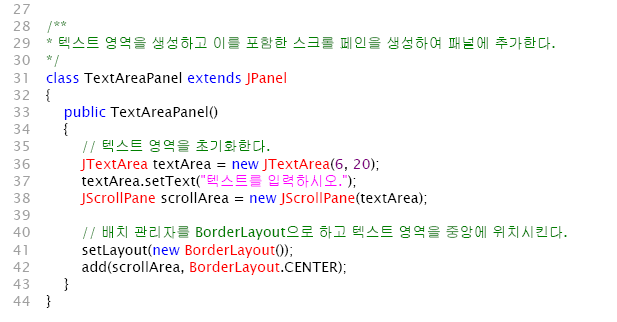 27
28 /**
29 * 텍스트 영역을 생성하고 이를 포함한 스크롤 페인을 생성하여 패널에 추가한다.
30 */
31 class TextAreaPanel extends JPanel
32 {
33 public TextAreaPanel()
34 {
35 // 텍스트 영역을 초기화한다.
36 JTextArea textArea = new JTextArea(6, 20);
37 textArea.setText("텍스트를 입력하시오.");
38 JScrollPane scrollArea = new JScrollPane(textArea);
39
40 // 배치 관리자를 BorderLayout으로 하고 텍스트 영역을 중앙에 위치시킨다.
41 setLayout(new BorderLayout());
42 add(scrollArea, BorderLayout.CENTER);
43 }
44 }